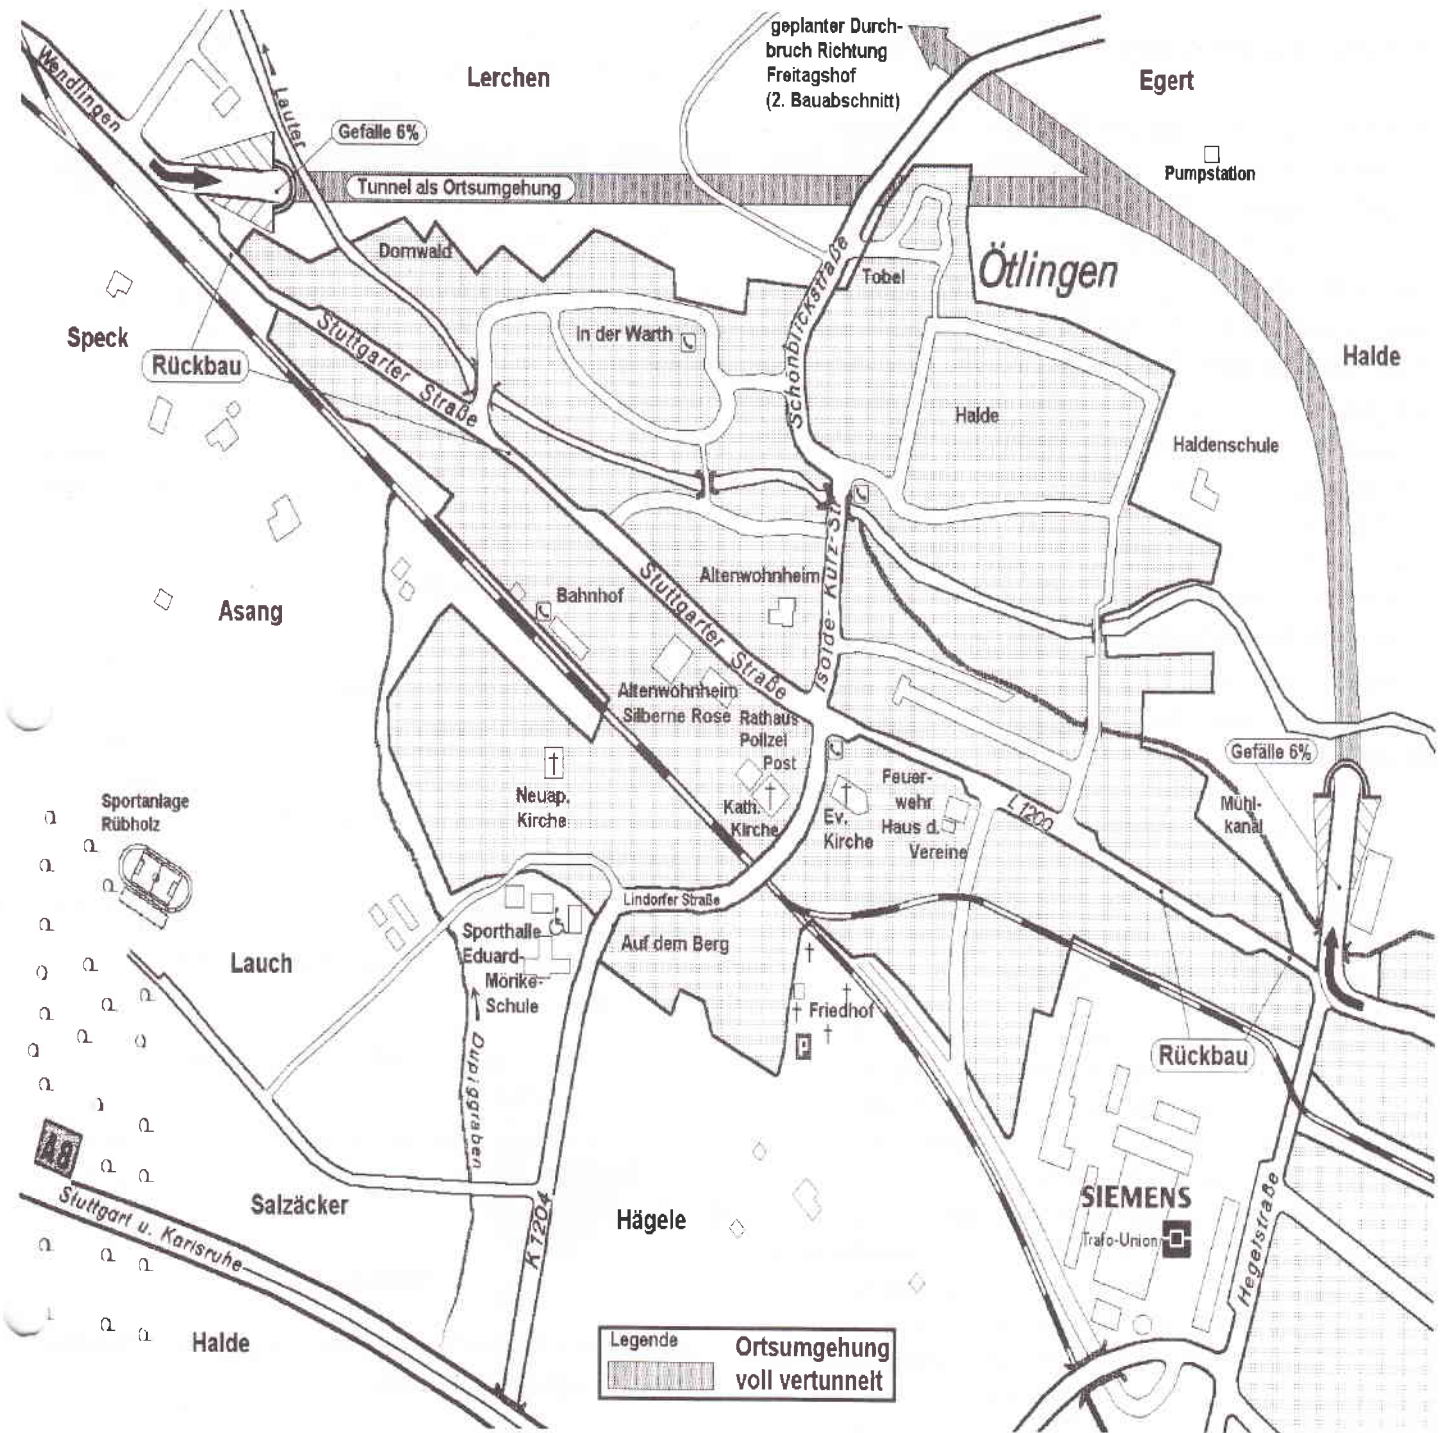 geplanter Durch-
bruch Richtung
Freitagshof
(2. Bauabschnitt)
Lerchen
Egert
Wendlingen
Lauter
Gefälle 6%
Pumpstation
Tunnel als Ortsumgehung
Dornwald
Schönblickstraße
Tobel
Ötlingen
Speck
Stuttgarter
Straße
In der Warth
Halde
Rückbau
Halde
Haldenschule
Isolde-Kurz-Str.
Asang
Bahnhof
Stuttgarter
Straße
Altenwohnheim
Altenwohnheim
Silberne Rose
Rathaus
Polizei
Post
Gefälle 6%
Sportanlage
Rübholz
Neuap.
Kirche
Kath.
Kirche
Ev.
Kirche
Feuer-
wehr
Haus d.
Vereine
L 1200
Mühl-
kanal
Lindorfer Straße
Lauch
Sporthalle
Eduard-
Mörike-
Schule
Auf dem Berg
Friedhof
Rückbau
Dupiggraben
A8
Stuttgart u. Karlsruhe
Salzäcker
K 1204
Hägele
SIEMENS
Trafo-Union
Hegelstraße
Halde
Legende
Ortsumgehung
voll vertunnelt